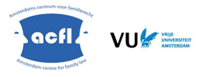 Amsterdams centrum voor familierecht
acfl
Amsterdam centre for family law
VU
VRIJE
UNIVERSITEIT
AMSTERDAM